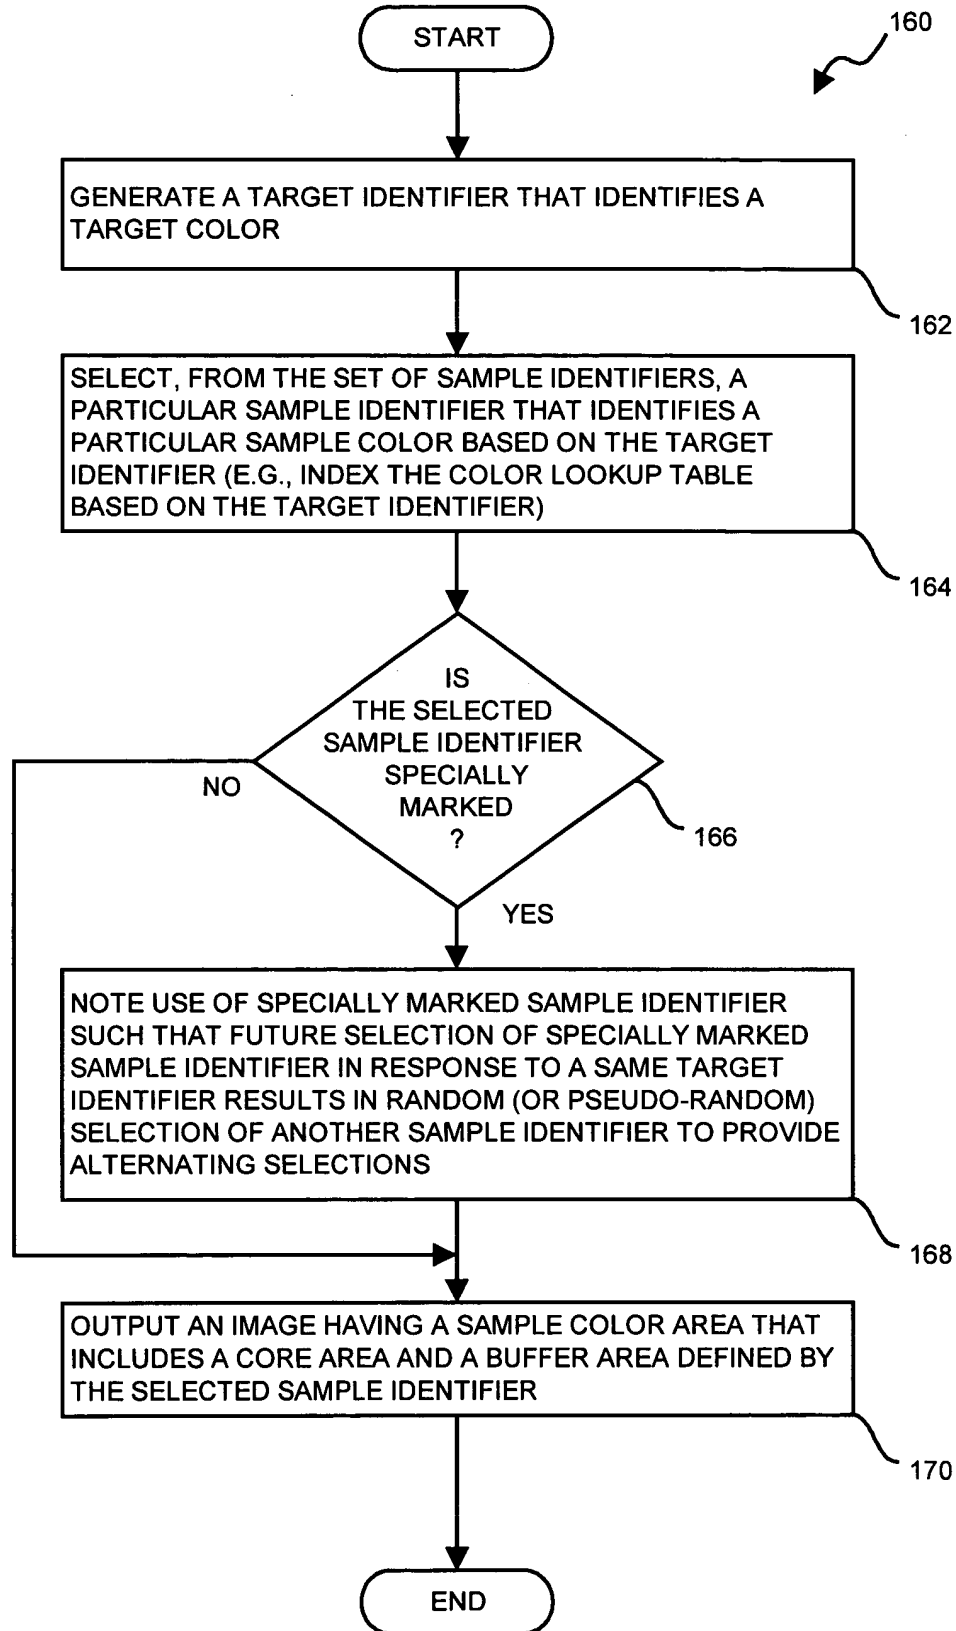 START
160
GENERATE A TARGET IDENTIFIER THAT IDENTIFIES A
TARGET COLOR
162
SELECT, FROM THE SET OF SAMPLE IDENTIFIERS, A
PARTICULAR SAMPLE IDENTIFIER THAT IDENTIFIES A
PARTICULAR SAMPLE COLOR BASED ON THE TARGET
IDENTIFIER (E.G., INDEX THE COLOR LOOKUP TABLE
BASED ON THE TARGET IDENTIFIER)
164
IS
THE SELECTED
SAMPLE IDENTIFIER
SPECIALLY
MARKED
?
NO
166
YES
NOTE USE OF SPECIALLY MARKED SAMPLE IDENTIFIER
SUCH THAT FUTURE SELECTION OF SPECIALLY MARKED
SAMPLE IDENTIFIER IN RESPONSE TO A SAME TARGET
IDENTIFIER RESULTS IN RANDOM (OR PSEUDO-RANDOM)
SELECTION OF ANOTHER SAMPLE IDENTIFIER TO PROVIDE
ALTERNATING SELECTIONS
168
OUTPUT AN IMAGE HAVING A SAMPLE COLOR AREA THAT
INCLUDES A CORE AREA AND A BUFFER AREA DEFINED BY
THE SELECTED SAMPLE IDENTIFIER
170
END